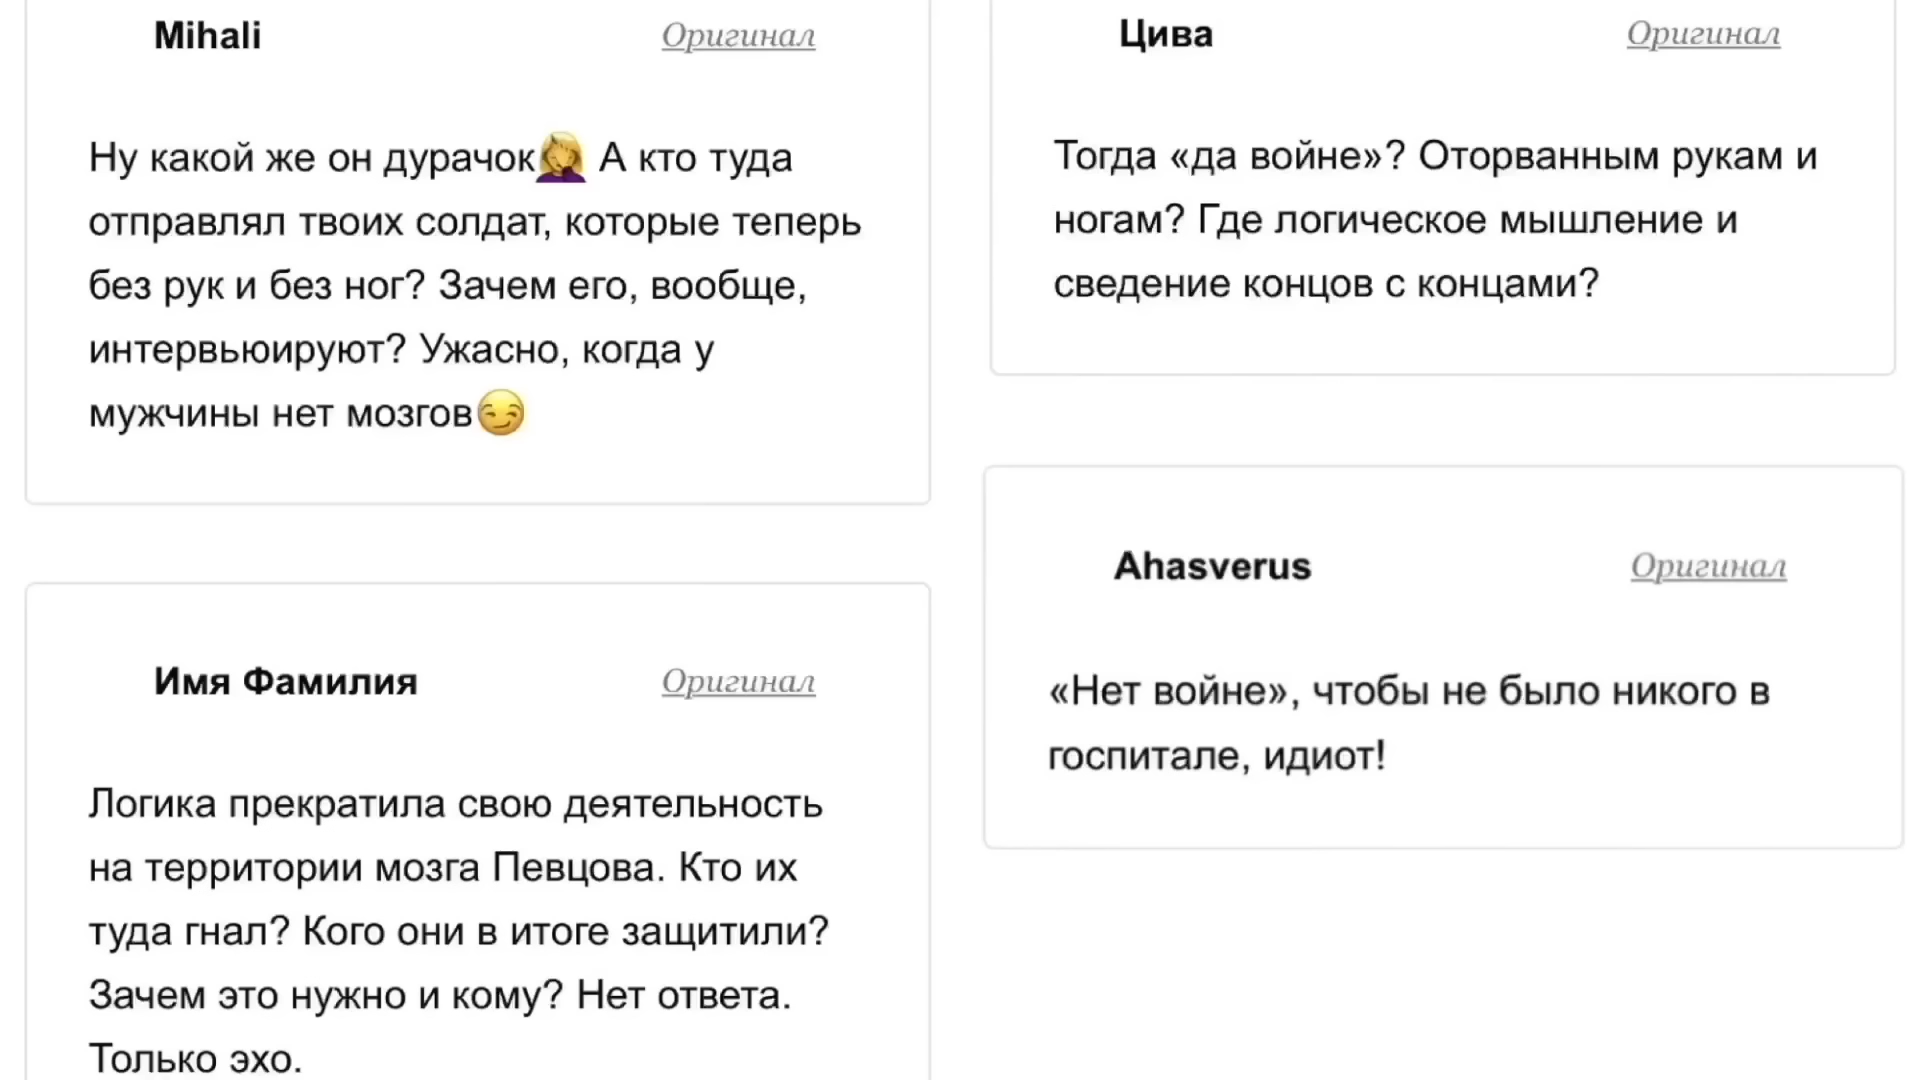 Mihali
Оригинал
Ну какой же он дурачок🤦‍♀️ А кто туда
отправлял твоих солдат, которые теперь
без рук и без ног? Зачем его, вообще,
интервьюируют? Ужасно, когда у
мужчины нет мозгов😏
Имя Фамилия
Оригинал
Логика прекратила свою деятельность
на территории мозга Певцова. Кто их
туда гнал? Кого они в итоге защитили?
Зачем это нужно и кому? Нет ответа.
Только эхо.
Цива
Оригинал
Тогда «да войне»? Оторванным рукам и
ногам? Где логическое мышление и
сведение концов с концами?
Ahasverus
Оригинал
«Нет войне», чтобы не было никого в
госпитале, идиот!